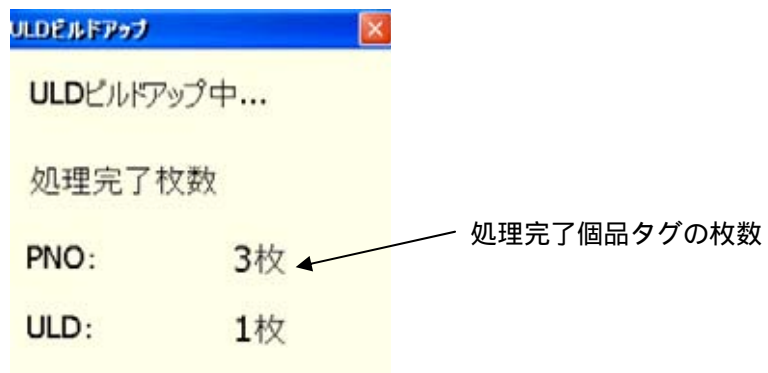 ULDビルドアップ
ULDビルドアップ中...
処理完了枚数
PNO: 3枚
処理完了個品タグの枚数
ULD: 1枚